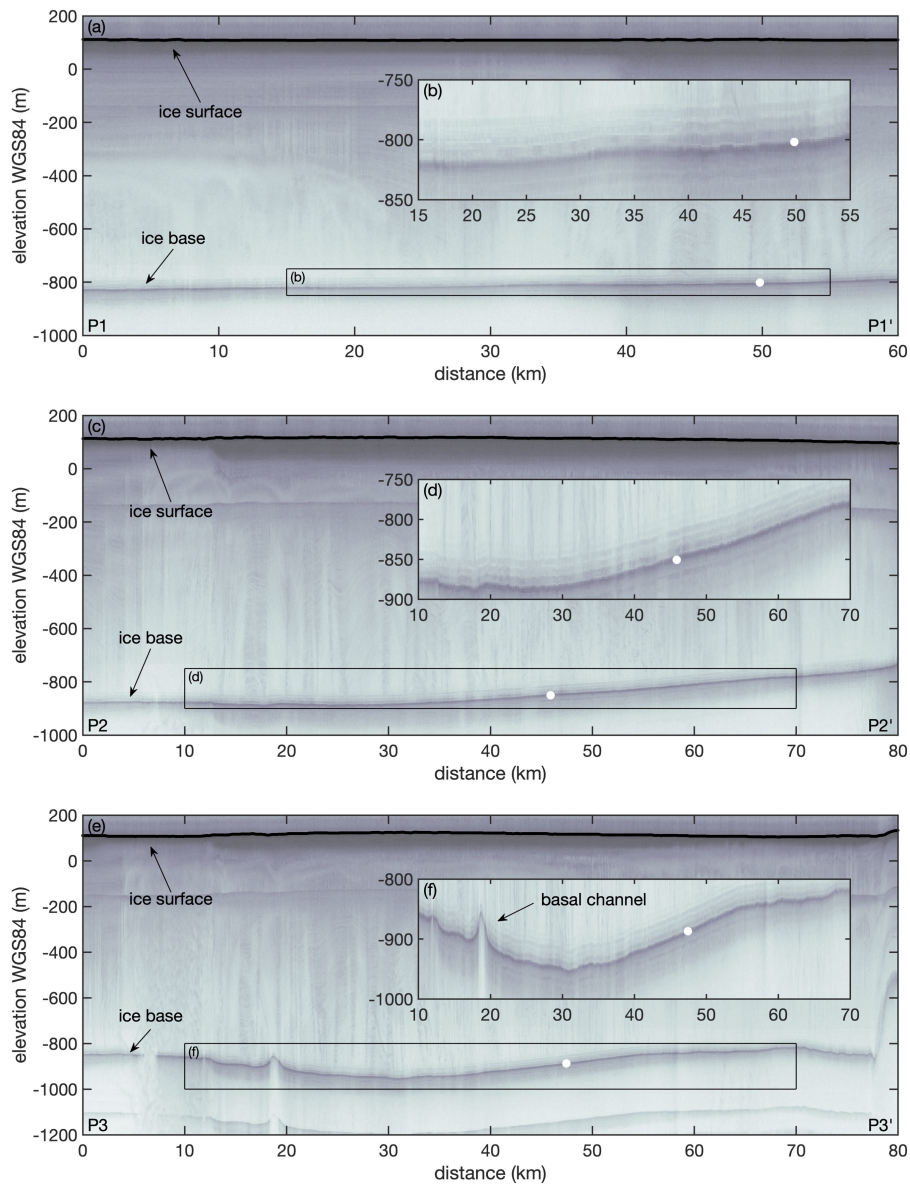 200
(a)
0
ice surface
-200
-400
-600
-800
-1000
elevation WGS84 (m)
-750
(b)
-800
-850
15 20 25 30 35 40 45 50 55
ice base
(b)
P1
P1'
0 10 20 30 40 50 60
distance (km)
200
(c)
0
ice surface
-200
-400
-600
-800
-1000
elevation WGS84 (m)
-750
(d)
-800
-850
-900
10 20 30 40 50 60 70
ice base
(d)
P2
P2'
0 10 20 30 40 50 60 70 80
distance (km)
200
(e)
0
ice surface
-200
-400
-600
-800
-1000
-1200
elevation WGS84 (m)
-800
(f)
basal channel
-900
-1000
10 20 30 40 50 60 70
ice base
(f)
P3
P3'
0 10 20 30 40 50 60 70 80
distance (km)